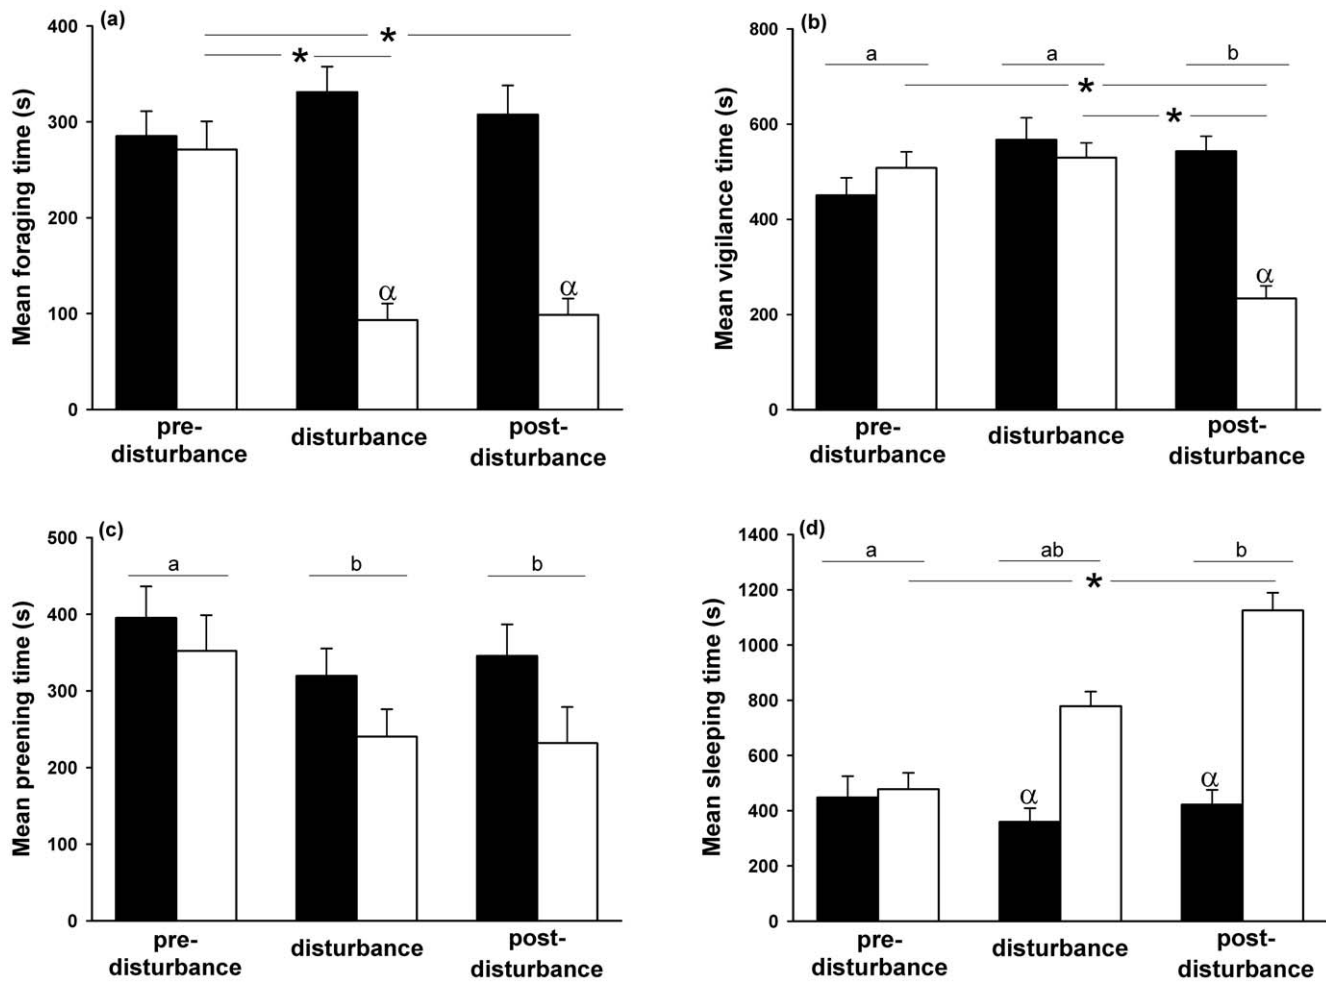 (a)
Mean foraging time (s)
400
300
200
100
0
*
*
α
α
pre-
disturbance
disturbance
post-
disturbance
(b)
Mean vigilance time (s)
800
600
400
200
0
a
a
b
*
*
α
pre-
disturbance
disturbance
post-
disturbance
(c)
Mean preening time (s)
500
400
300
200
100
0
a
b
b
pre-
disturbance
disturbance
post-
disturbance
(d)
Mean sleeping time (s)
1400
1200
1000
800
600
400
200
0
a
ab
b
*
α
α
pre-
disturbance
disturbance
post-
disturbance